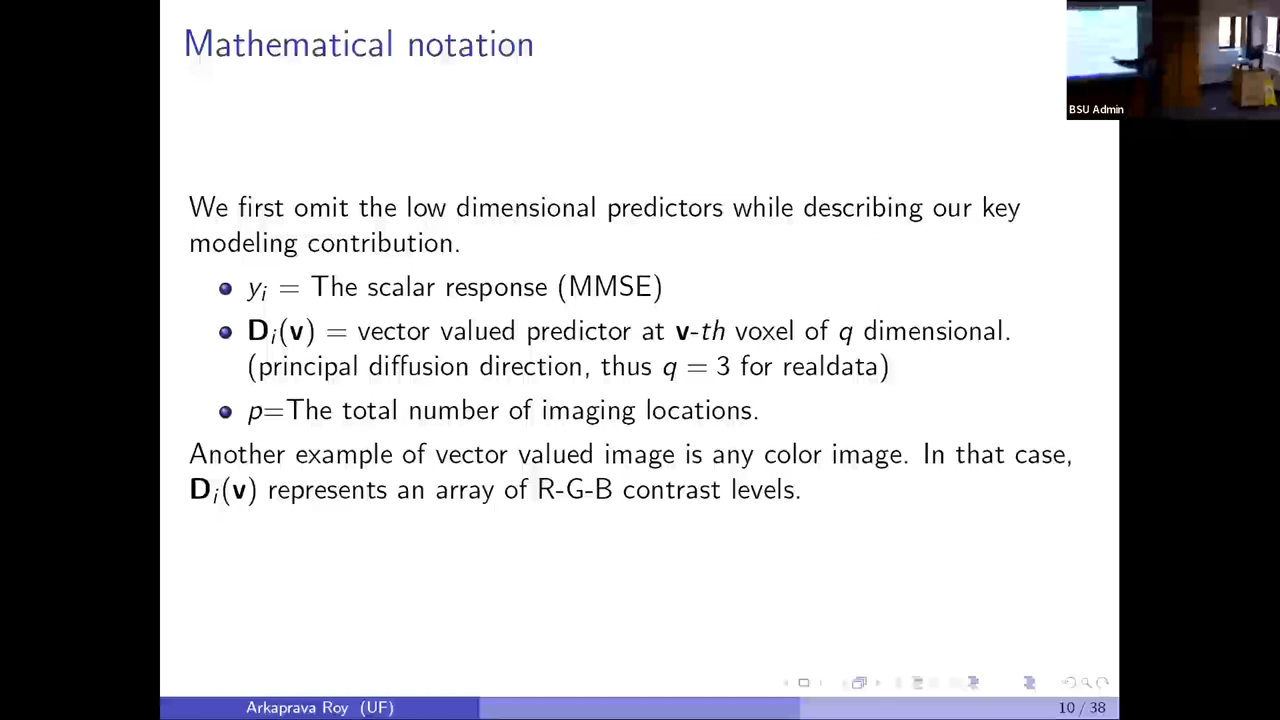 Mathematical notation
BSU Admin
We first omit the low dimensional predictors while describing our key
modeling contribution.
yᵢ = The scalar response (MMSE)
Dᵢ(v) = vector valued predictor at v-th voxel of q dimensional.
(principal diffusion direction, thus q = 3 for realdata)
p=The total number of imaging locations.
Another example of vector valued image is any color image. In that case,
Dᵢ(v) represents an array of R-G-B contrast levels.
Arkaprava Roy (UF)
10 / 38